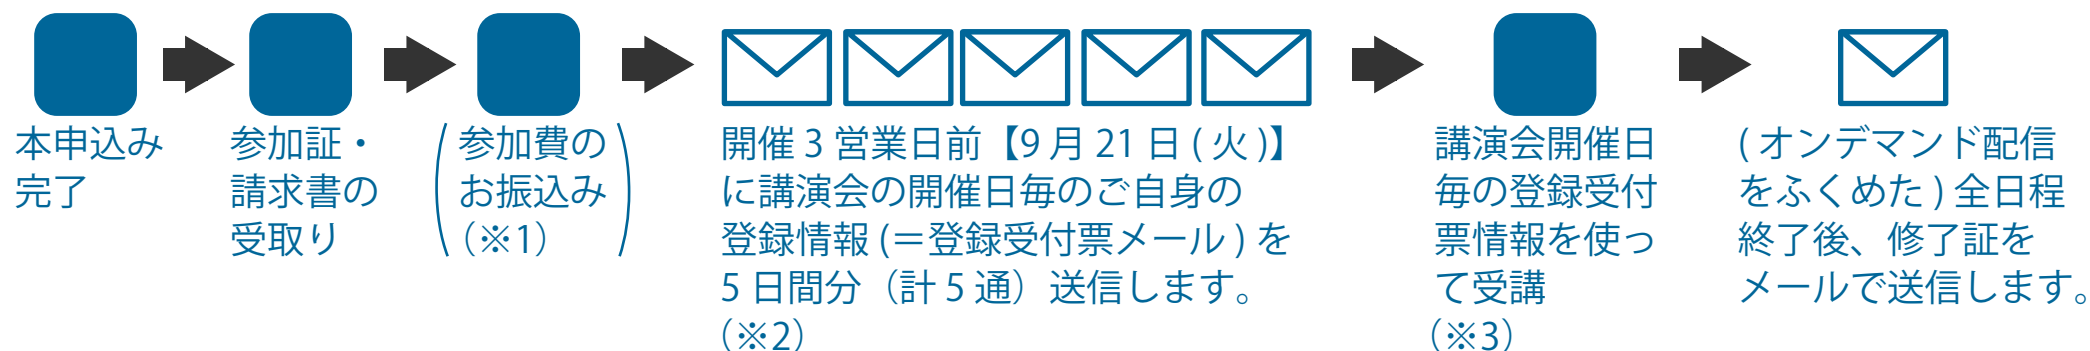 本申込み
完了
参加証・
請求書の
受取り
参加費の
お振込み
（※1）
開催 3 営業日前【9 月 21 日 ( 火 )】
に講演会の開催日毎のご自身の
登録情報 (＝登録受付票メール ) を
5 日間分（計 5 通）送信します。
（※2）
講演会開催日
毎の登録受付
票情報を使っ
て受講
（※3）
( オンデマンド配信
をふくめた ) 全日程
終了後、修了証を
メールで送信します。